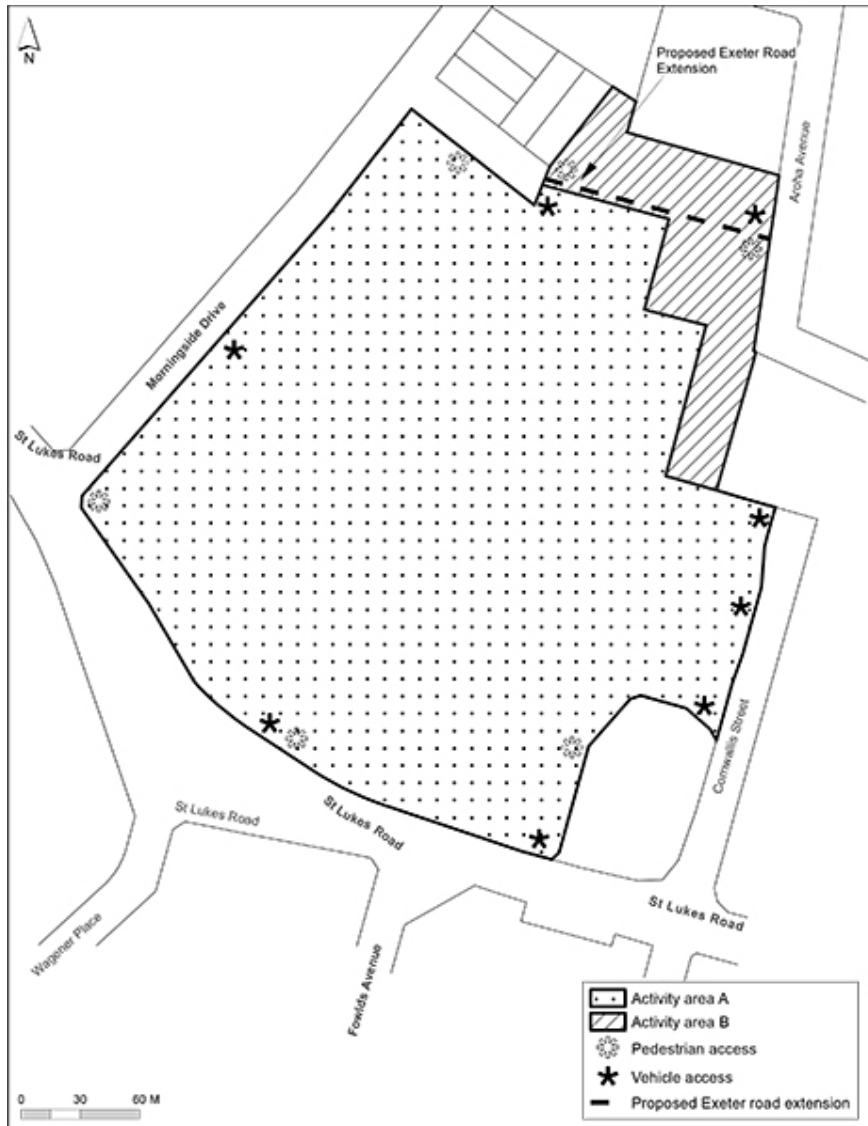 N
Proposed Exeter Road
Extension
Aroha Avenue
Morningside Drive
St Lukes Road
Cornwallis Street
St Lukes Road
St Lukes Road
St Lukes Road
Wagener Place
Fowlds Avenue
Activity area A
Activity area B
Pedestrian access
Vehicle access
Proposed Exeter road extension
0 30 60 M